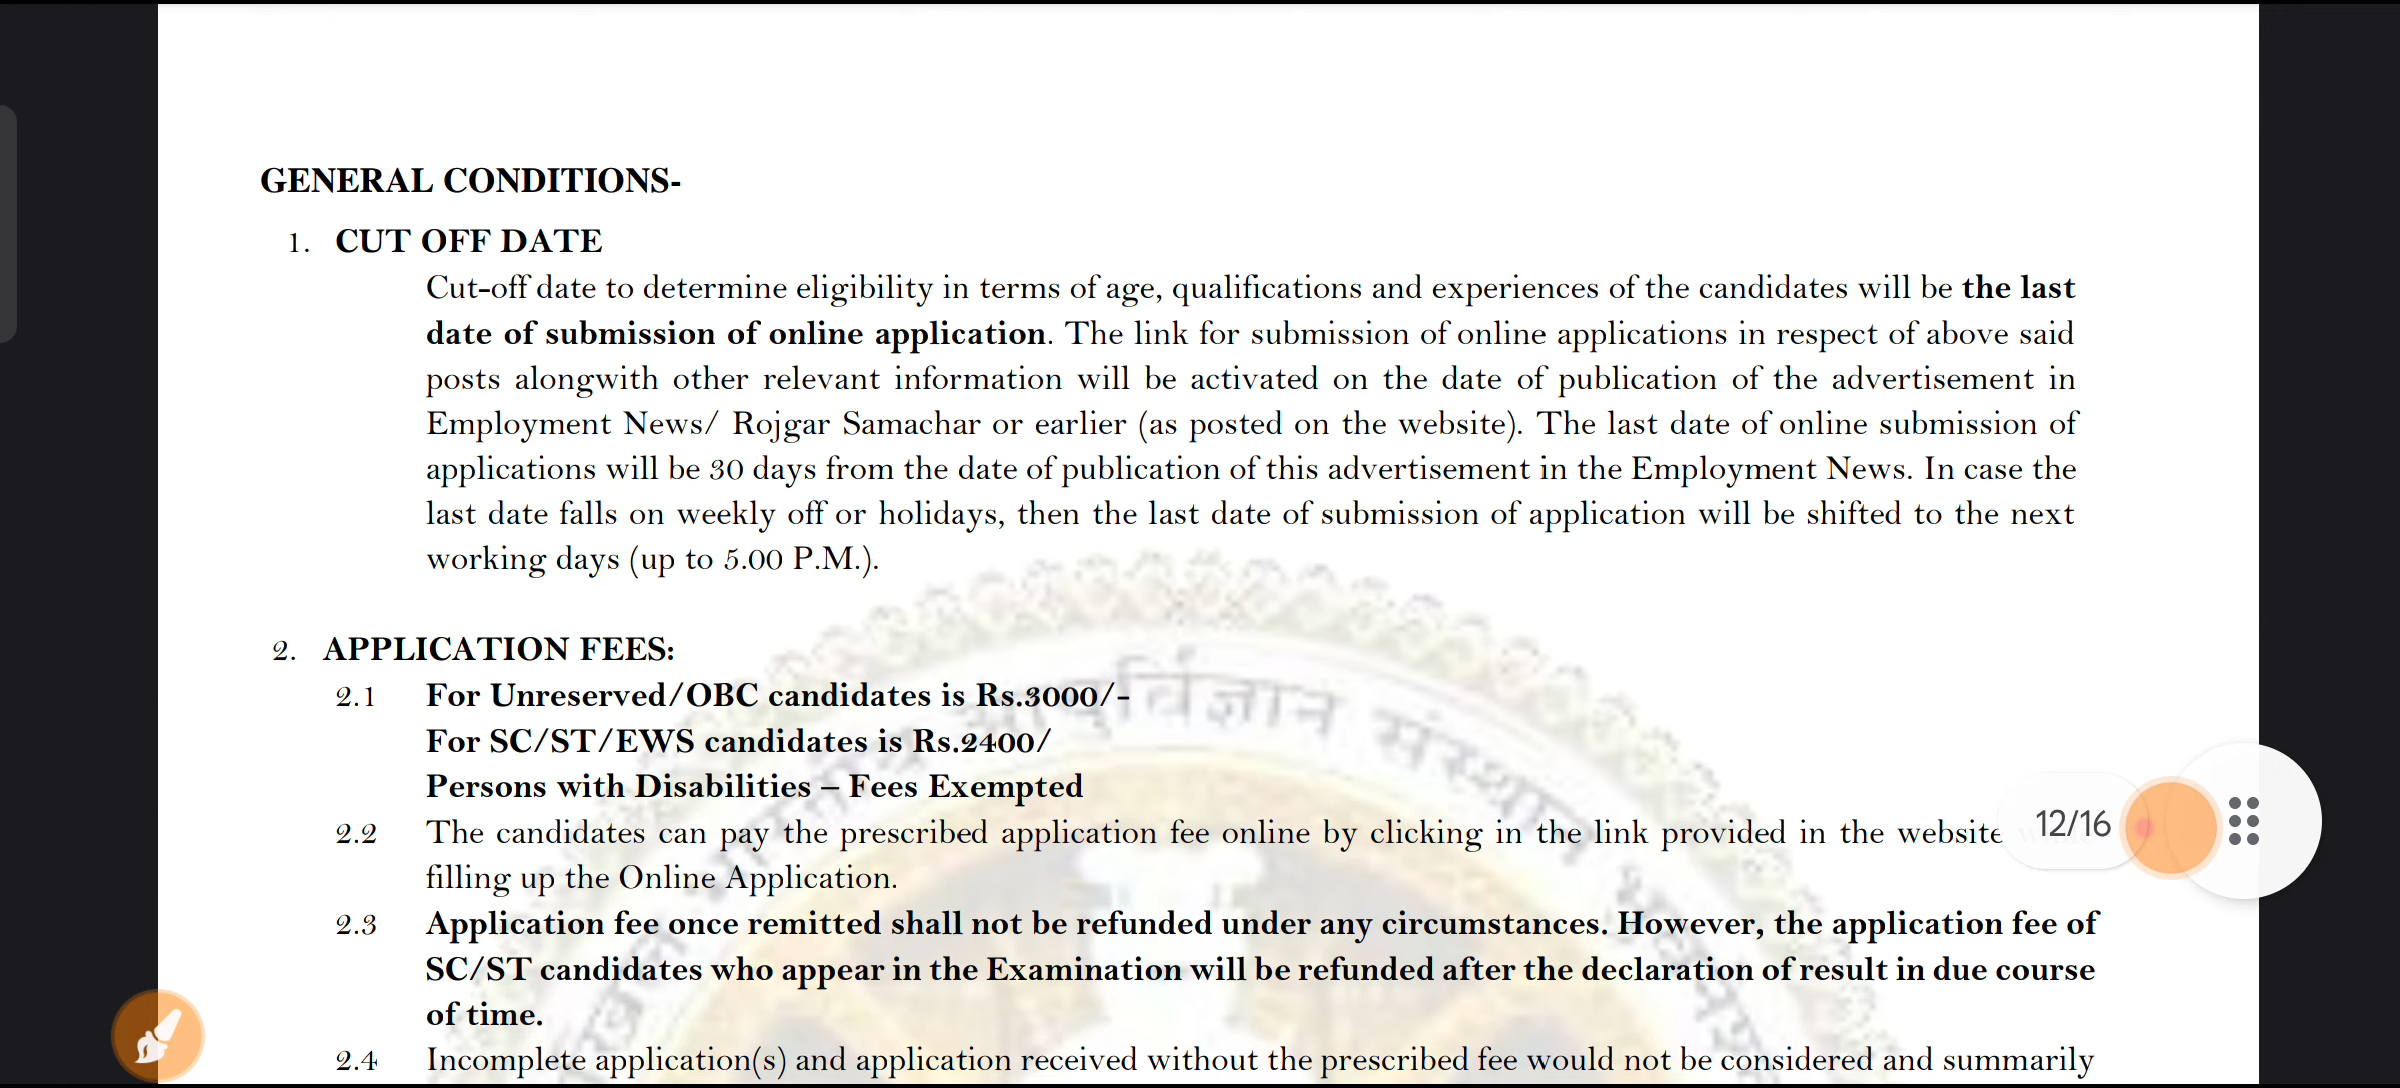 GENERAL CONDITIONS-
1. CUT OFF DATE
Cut-off date to determine eligibility in terms of age, qualifications and experiences of the candidates will be the last
date of submission of online application. The link for submission of online applications in respect of above said
posts alongwith other relevant information will be activated on the date of publication of the advertisement in
Employment News/ Rojgar Samachar or earlier (as posted on the website). The last date of online submission of
applications will be 30 days from the date of publication of this advertisement in the Employment News. In case the
last date falls on weekly off or holidays, then the last date of submission of application will be shifted to the next
working days (up to 5.00 P.M.).
2. APPLICATION FEES:
2.1 For Unreserved/OBC candidates is Rs.3000/-
For SC/ST/EWS candidates is Rs.2400/
Persons with Disabilities – Fees Exempted
2.2 The candidates can pay the prescribed application fee online by clicking in the link provided in the website
12/16
filling up the Online Application.
2.3 Application fee once remitted shall not be refunded under any circumstances. However, the application fee of
SC/ST candidates who appear in the Examination will be refunded after the declaration of result in due course
of time.
2.4 Incomplete application(s) and application received without the prescribed fee would not be considered and summarily
आयुर्विज्ञान संस्थान